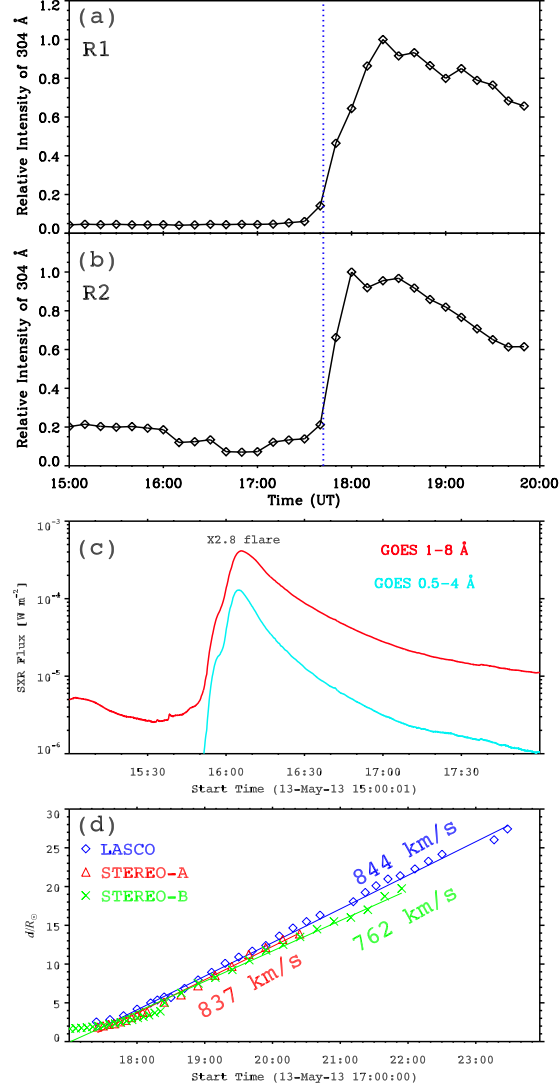 (a)
R1
Relative Intensity of 304 Å
1.2
1.0
0.8
0.6
0.4
0.2
0.0
(b)
R2
Relative Intensity of 304 Å
1.0
0.8
0.6
0.4
0.2
0.0
15:00 16:00 17:00 18:00 19:00 20:00
Time (UT)
(c)
X2.8 flare
GOES 1-8 Å
GOES 0.5-4 Å
SXR Flux [W m-2]
10-3
10-4
10-5
10-6
15:30 16:00 16:30 17:00 17:30
Start Time (13-May-13 15:00:01)
(d)
LASCO
STEREO-A
STEREO-B
844 km/s
762 km/s
837 km/s
d/R☉
30
25
20
15
10
5
0
18:00 19:00 20:00 21:00 22:00 23:00
Start Time (13-May-13 17:00:00)